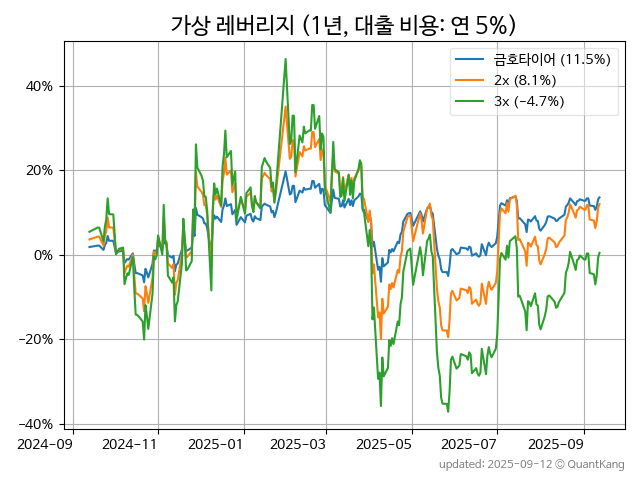 가상 레버리지 (1년, 대출 비용: 연 5%)
금호타이어 (11.5%)
2x (8.1%)
3x (−4.7%)
40%
20%
0%
−20%
−40%
2024-09
2024-11
2025-01
2025-03
2025-05
2025-07
2025-09
updated: 2025-09-12 © QuantKang